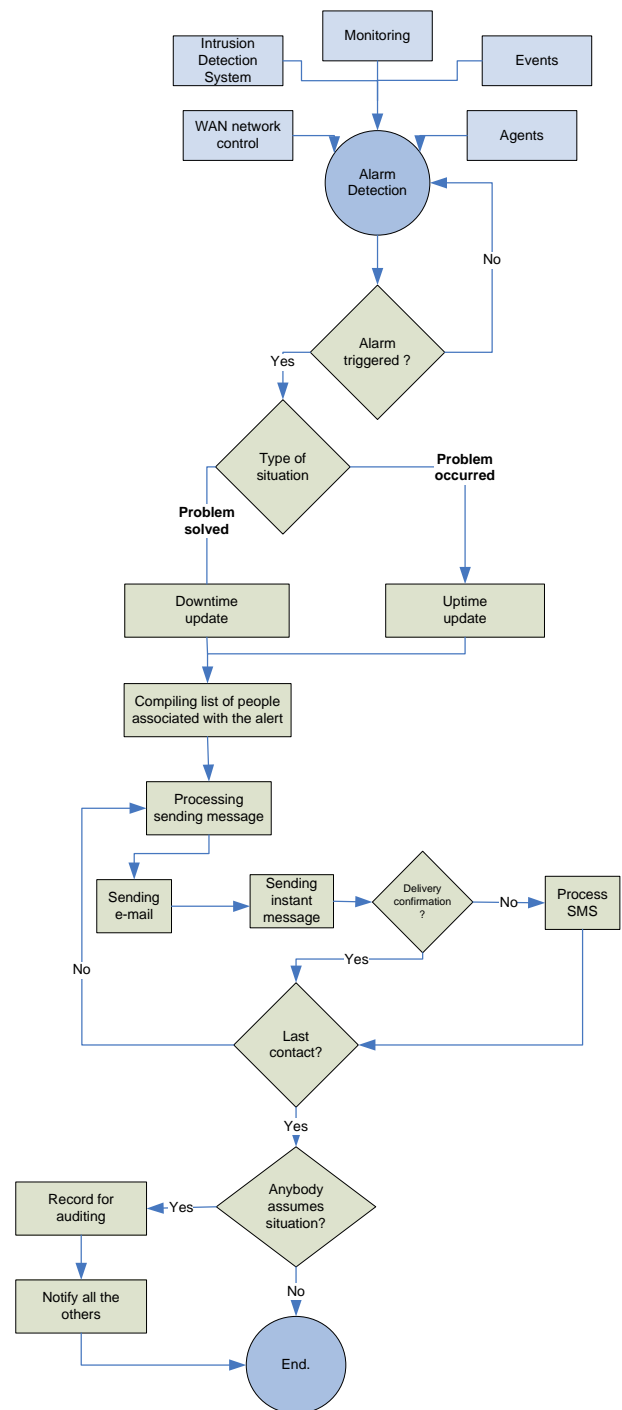 Monitoring
Intrusion
Detection
System
Events
WAN network
control
Agents
Alarm
Detection
No
Alarm
triggered ?
Yes
Type of
situation
Problem
occurred
Problem
solved
Downtime
update
Uptime
update
Compiling list of people
associated with the alert
Processing
sending message
Sending
e-mail
Sending
instant
message
Delivery
confirmation
?
No
Process
SMS
Yes
No
Last
contact?
Yes
Anybody
assumes
situation?
Yes
Record for
auditing
No
Notify all the
others
End.